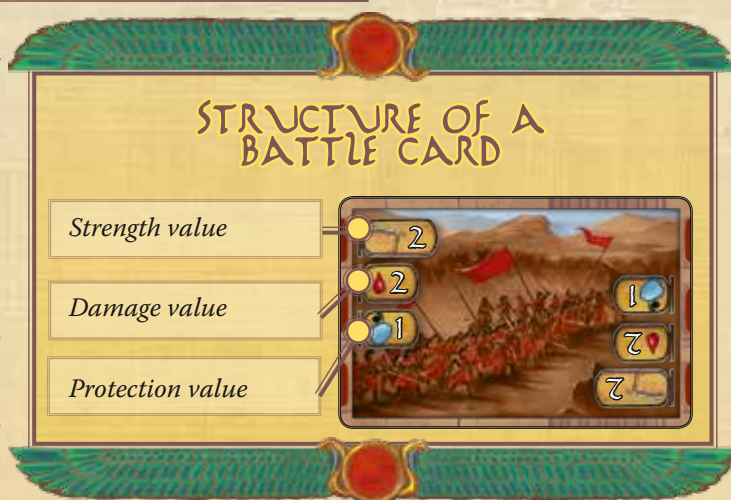 STRUCTURE OF A
BATTLE CARD
Strength value
2
Damage value
2
1
1
Protection value
2
2